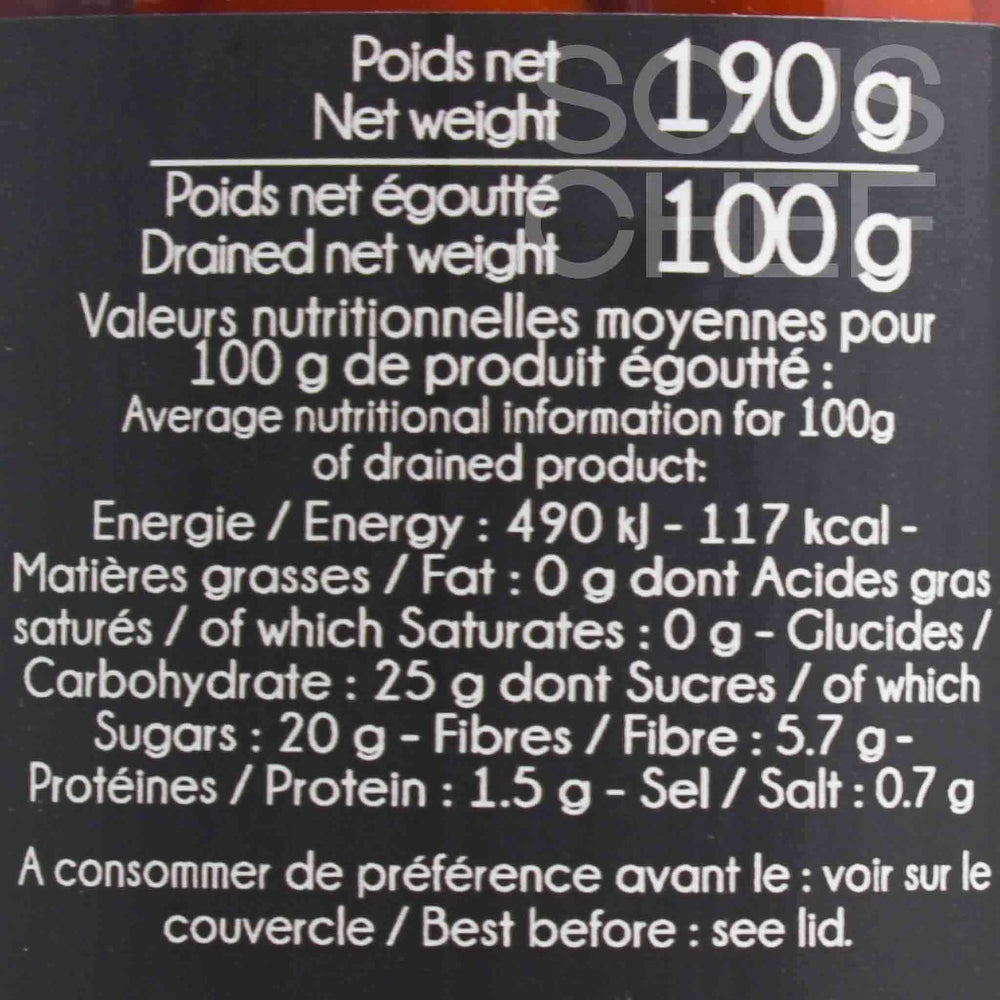 Poids net
Net weight
190 g
Poids net égoutté
Drained net weight
100 g
SOUS
CHEF
Valeurs nutritionnelles moyennes pour
100 g de produit égoutté :
Average nutritional information for 100g
of drained product:
Energie / Energy : 490 kJ - 117 kcal -
Matières grasses / Fat : 0 g dont Acides gras
saturés / of which Saturates : 0 g - Glucides /
Carbohydrate : 25 g dont Sucres / of which
Sugars : 20 g - Fibres / Fibre : 5.7 g -
Protéines / Protein : 1.5 g - Sel / Salt : 0.7 g
A consommer de préférence avant le : voir sur le
couvercle / Best before : see lid.